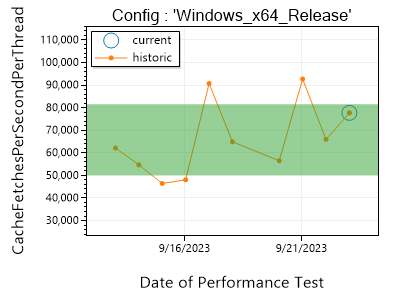 Config : 'Windows_x64_Release'
CacheFetchesPerSecondPerThread
current
historic
110,000
100,000
90,000
80,000
70,000
60,000
50,000
40,000
30,000
9/16/2023
9/21/2023
Date of Performance Test